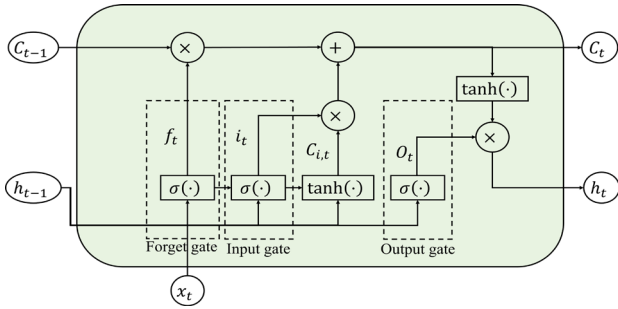 C_{t−1} × + C_t
tanh(·)
f_t i_t × O_t ×
C_{i,t}
h_{t−1} σ(·) σ(·) tanh(·) σ(·) h_t
Forget gate Input gate Output gate
x_t